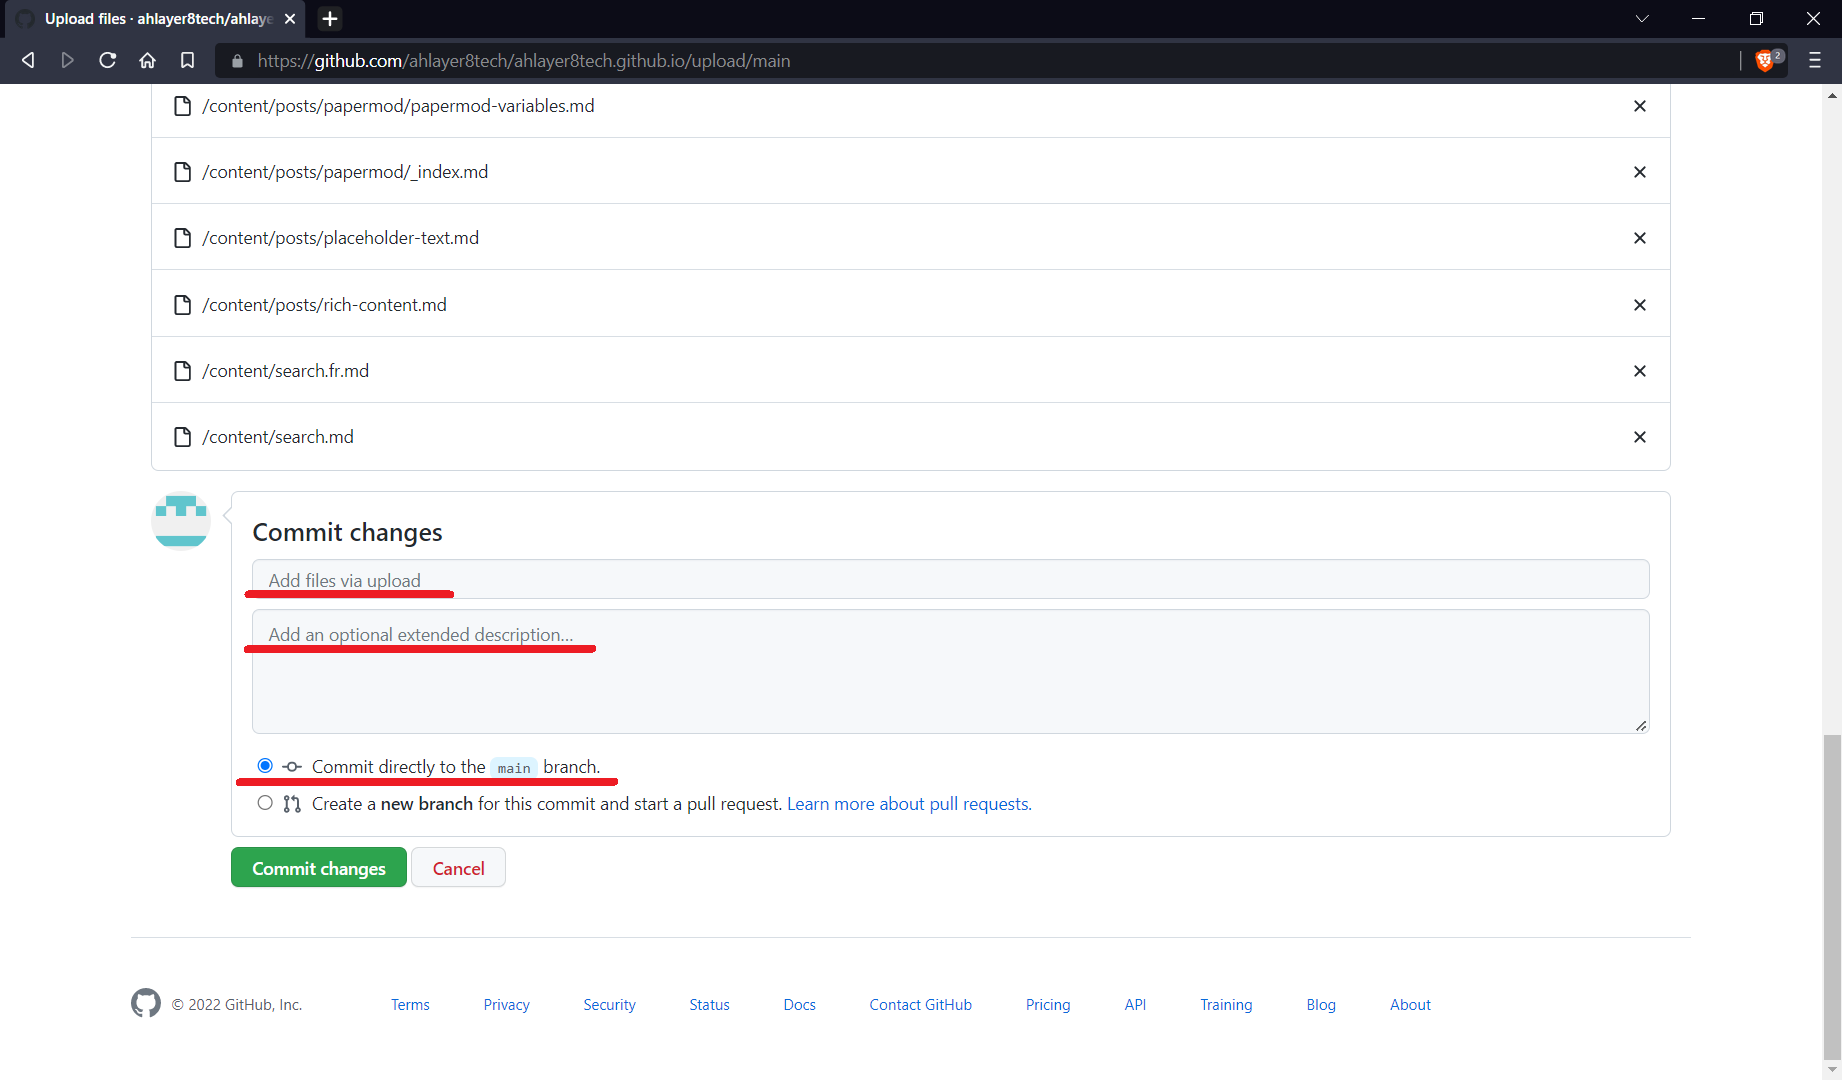 Upload files · ahlayer8tech/ahlaye
https://github.com/ahlayer8tech/ahlayer8tech.github.io/upload/main
2
/content/posts/papermod/papermod-variables.md
/content/posts/papermod/_index.md
/content/posts/placeholder-text.md
/content/posts/rich-content.md
/content/search.fr.md
/content/search.md
Commit changes
Add files via upload
Add an optional extended description...
Commit directly to the main branch.
Create a new branch for this commit and start a pull request. Learn more about pull requests.
Commit changes Cancel
© 2022 GitHub, Inc. Terms Privacy Security Status Docs Contact GitHub Pricing API Training Blog About